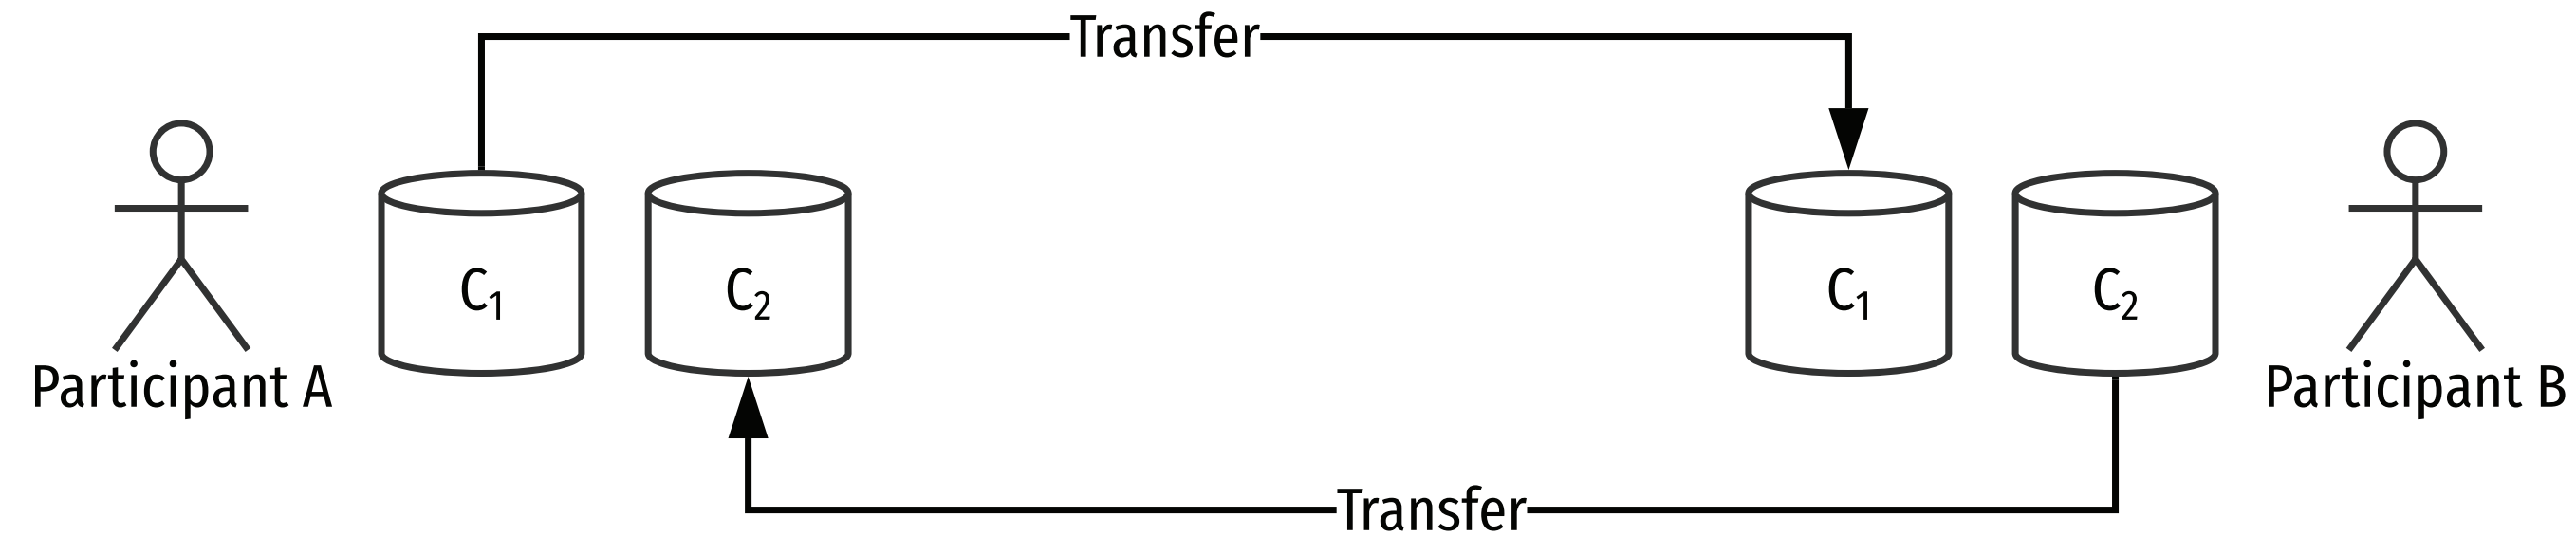 Transfer
C₁
C₂
C₁
C₂
Participant A
Participant B
Transfer